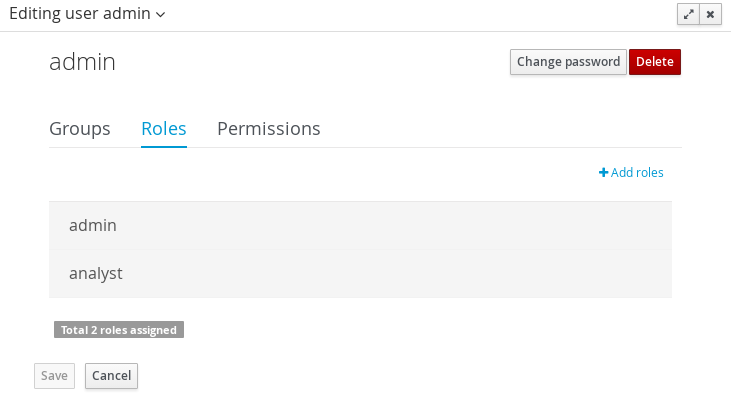 Editing user admin
admin
Change password Delete
Groups Roles Permissions
Add roles
admin
analyst
Total 2 roles assigned
Save Cancel